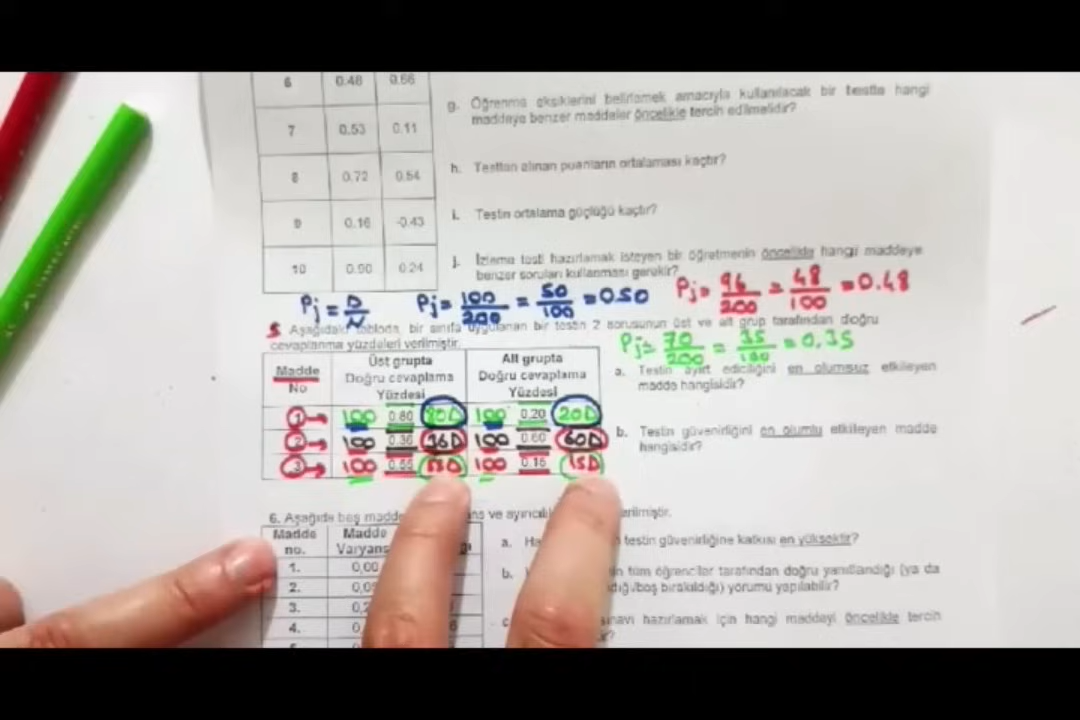 6 0.48 0.66
7 0.53 0.11
8 0.72 0.54
9 0.16 -0.43
10 0.90 0.24
g. Öğrenme eksiklerini belirlemek amacıyla kullanılacak bir testte hangi
maddeye benzer maddeler öncelikle tercih edilmelidir?
h. Testten alınan puanların ortalaması kaçtır?
i. Testin ortalama güçlüğü kaçtır?
j. İzleme testi hazırlamak isteyen bir öğretmenin öncelikle hangi maddeye
benzer soruları kullanması gerekir?
Pj = D/N Pj = 100/200 = 50/100 = 0.50 Pj = 96/200 = 48/100 = 0.48
5 Aşağıdaki tabloda, bir sınıfa uygulanan bir testin 2 sorusunun üst ve alt grup tarafından doğru
cevaplanma yüzdeleri verilmiştir.
Pj = 70/200 = 35/100 = 0.35
Madde No
Üst grupta Doğru cevaplama Yüzdesi
Alt grupta Doğru cevaplama Yüzdesi
1 → 100 0.80 80D 100 0.20 20D
2 → 100 0.36 36D 100 0.60 60D
3 → 100 0.55 55D 100 0.15 15D
a. Testin ayırt ediciliğini en olumsuz etkileyen
madde hangisidir?
b. Testin güvenirliğini en olumlu etkileyen madde
hangisidir?
6. Aşağıda beş madde ve ayırıcılık
Madde no.
Madde Varyans
1. 0,00
2.
3.
4.
a. testin güvenirliğine katkısı en yüksektir?
b. tüm öğrenciler tarafından doğru yanıtlandığı (ya da
boş bırakıldığı) yorumu yapılabilir?
c. sınavı hazırlamak için hangi maddeyi öncelikle tercih